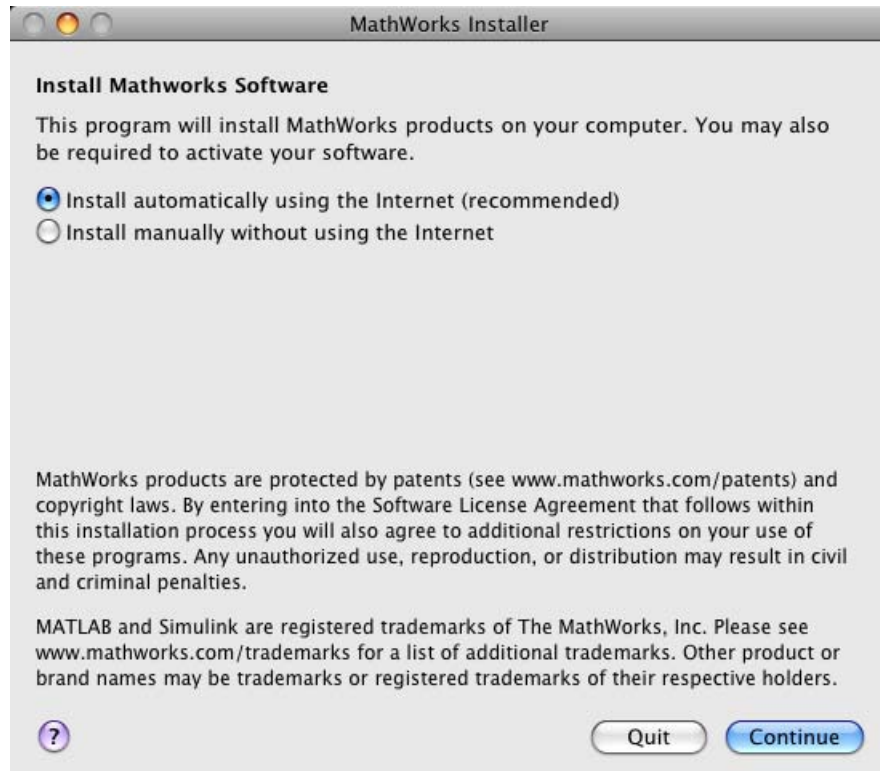 MathWorks Installer
Install Mathworks Software
This program will install MathWorks products on your computer. You may also
be required to activate your software.
Install automatically using the Internet (recommended)
Install manually without using the Internet
MathWorks products are protected by patents (see www.mathworks.com/patents) and
copyright laws. By entering into the Software License Agreement that follows within
this installation process you will also agree to additional restrictions on your use of
these programs. Any unauthorized use, reproduction, or distribution may result in civil
and criminal penalties.
MATLAB and Simulink are registered trademarks of The MathWorks, Inc. Please see
www.mathworks.com/trademarks for a list of additional trademarks. Other product or
brand names may be trademarks or registered trademarks of their respective holders.
? Quit Continue